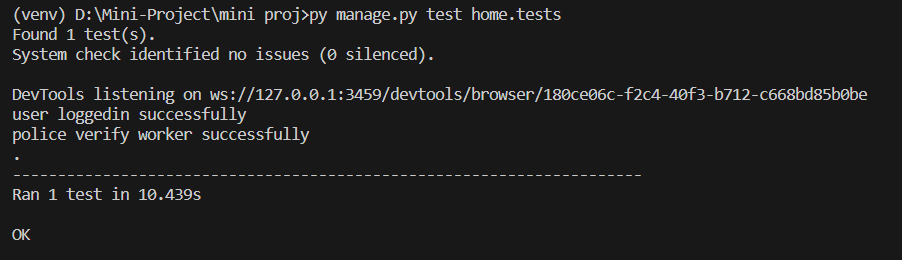 (venv) D:\Mini-Project\mini proj>py manage.py test home.tests
Found 1 test(s).
System check identified no issues (0 silenced).
DevTools listening on ws://127.0.0.1:3459/devtools/browser/180ce06c-f2c4-40f3-b712-c668bd85b0be
user loggedin successfully
police verify worker successfully
.
----------------------------------------------------------------------
Ran 1 test in 10.439s
OK